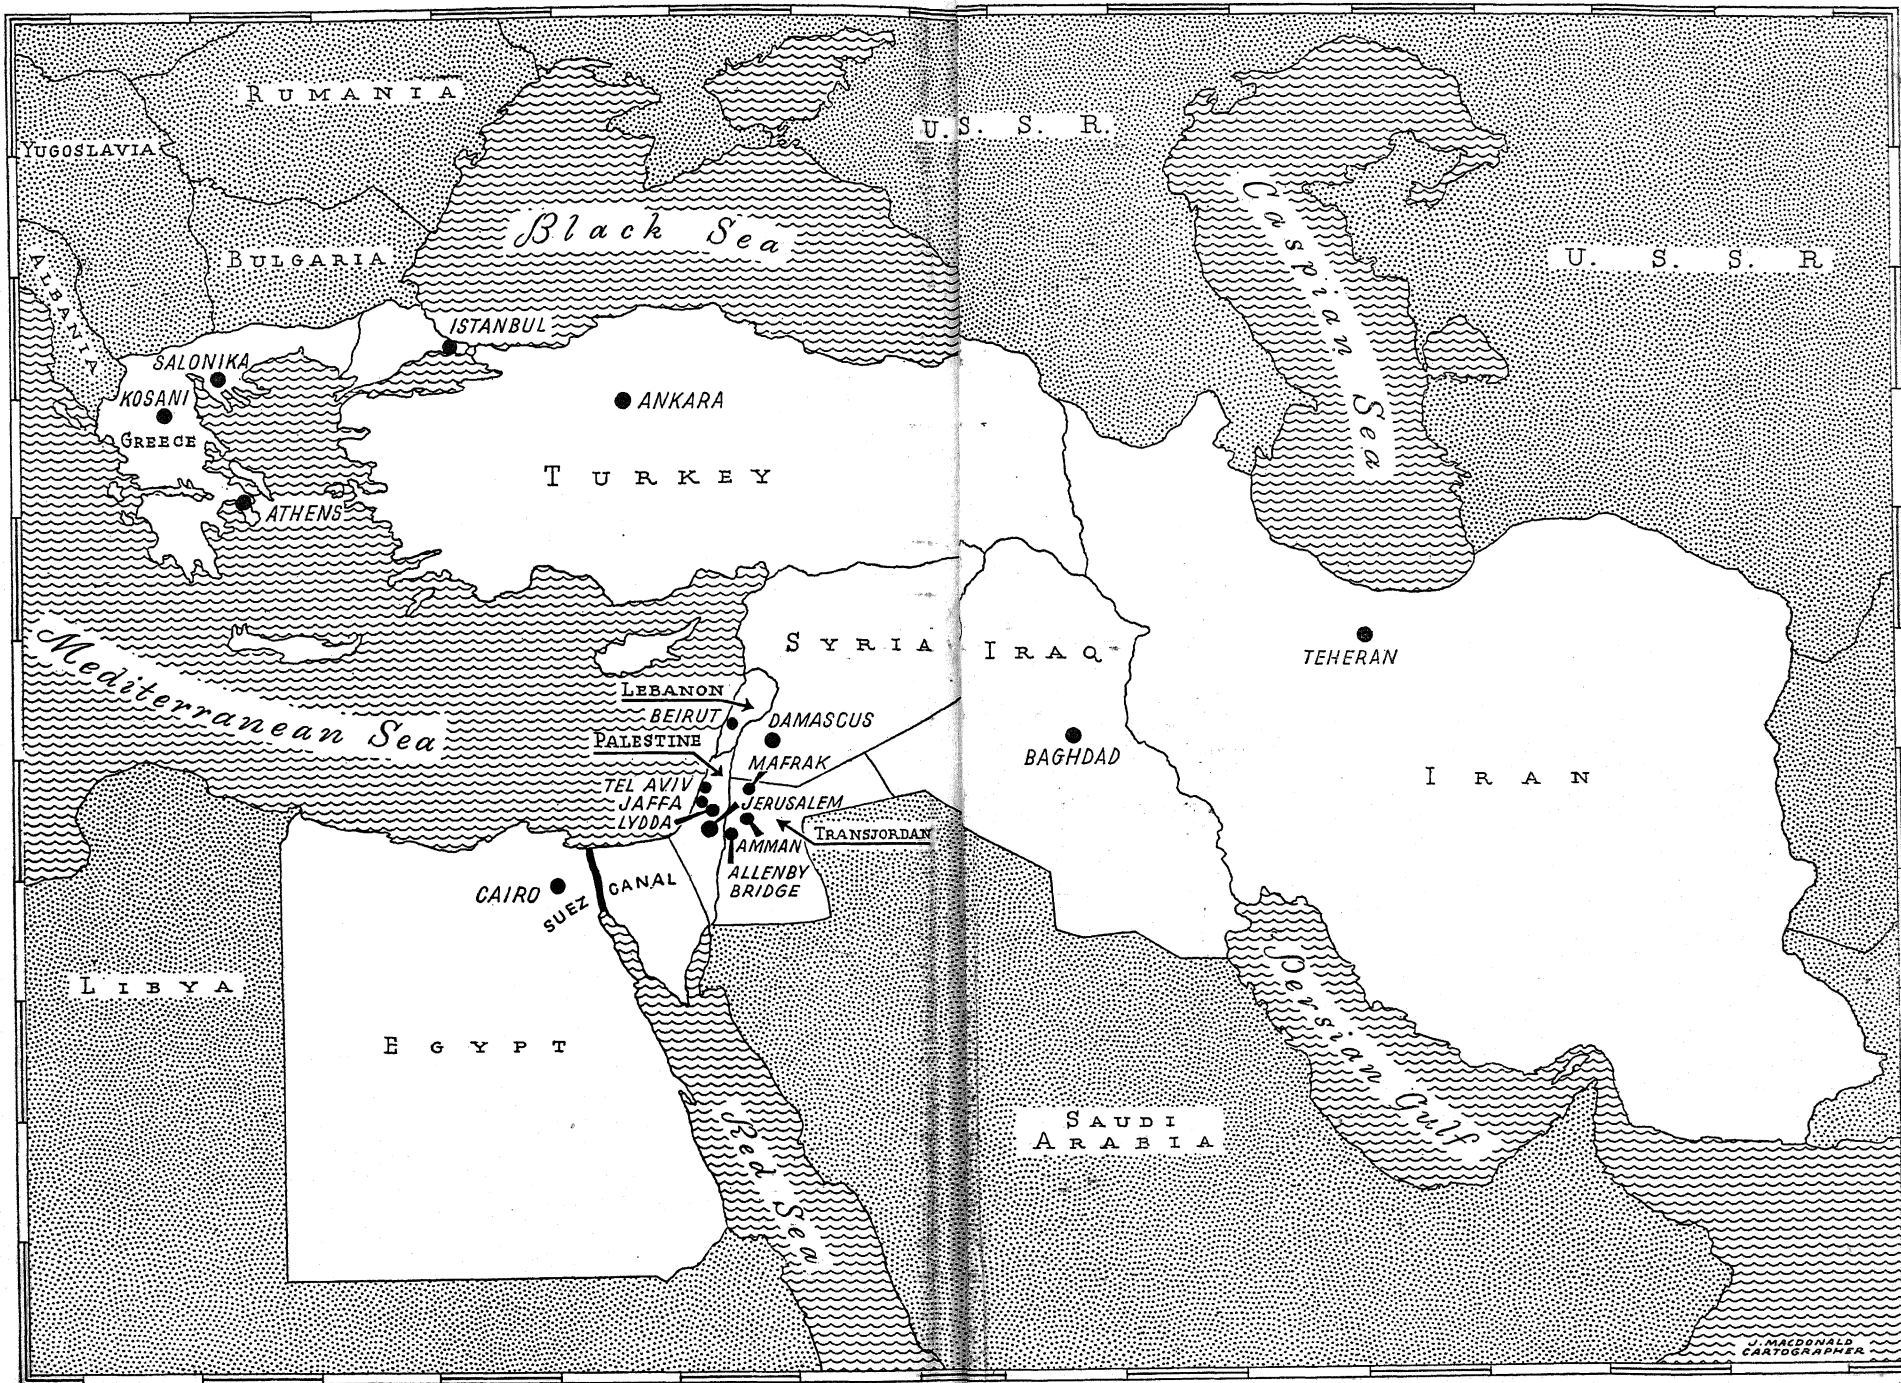 RUMANIA
U.S.S.R.
YUGOSLAVIA
Black Sea
Caspian Sea
U. S. S. R
BULGARIA
ALBANIA
ISTANBUL
SALONIKA
KOSANI
GREECE
ANKARA
TURKEY
ATHENS
Mediterranean Sea
SYRIA
IRAQ
TEHERAN
LEBANON
BEIRUT
DAMASCUS
PALESTINE
MAFRAK
BAGHDAD
IRAN
TEL AVIV
JAFFA
JERUSALEM
LYDDA
TRANSJORDAN
AMMAN
ALLENBY
BRIDGE
CAIRO
SUEZ CANAL
LIBYA
EGYPT
Persian Gulf
SAUDI
ARABIA
Red Sea
J. MACDONALD
CARTOGRAPHER